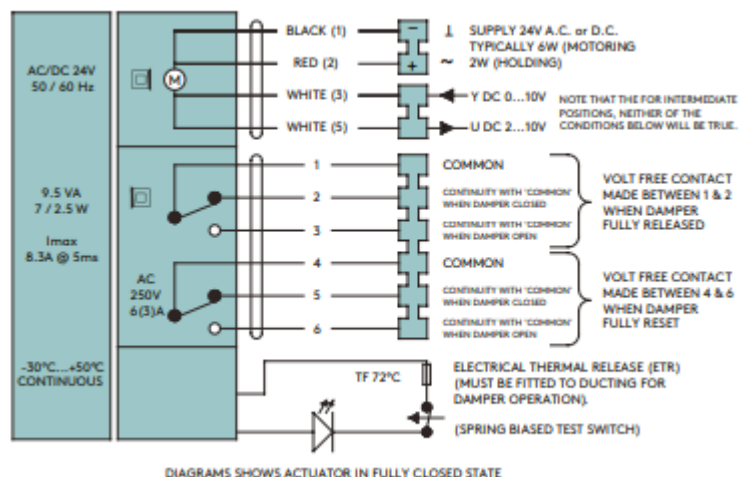 AC/DC 24V
50 / 60 Hz
9.5 VA
7 / 2.5 W
Imax
8.3A @ 5ms
-30°C...+50°C
CONTINUOUS
M
AC
250V
6(3)A
BLACK (1)
RED (2)
WHITE (3)
WHITE (5)
−
+
⊥ SUPPLY 24V A.C. or D.C.
TYPICALLY 6W (MOTORING
~ 2W (HOLDING)
Y DC 0...10V
U DC 2...10V
NOTE THAT THE FOR INTERMEDIATE
POSITIONS, NEITHER OF THE
CONDITIONS BELOW WILL BE TRUE.
1 COMMON
2 CONTINUITY WITH 'COMMON'
WHEN DAMPER CLOSED
3 CONTINUITY WITH 'COMMON'
WHEN DAMPER OPEN
VOLT FREE CONTACT
MADE BETWEEN 1 & 2
WHEN DAMPER
FULLY RELEASED
4 COMMON
5 CONTINUITY WITH 'COMMON'
WHEN DAMPER CLOSED
6 CONTINUITY WITH 'COMMON'
WHEN DAMPER OPEN
VOLT FREE CONTACT
MADE BETWEEN 4 & 6
WHEN DAMPER
FULLY RESET
TF 72°C
ELECTRICAL THERMAL RELEASE (ETR)
(MUST BE FITTED TO DUCTING FOR
DAMPER OPERATION).
(SPRING BIASED TEST SWITCH)
DIAGRAMS SHOWS ACTUATOR IN FULLY CLOSED STATE